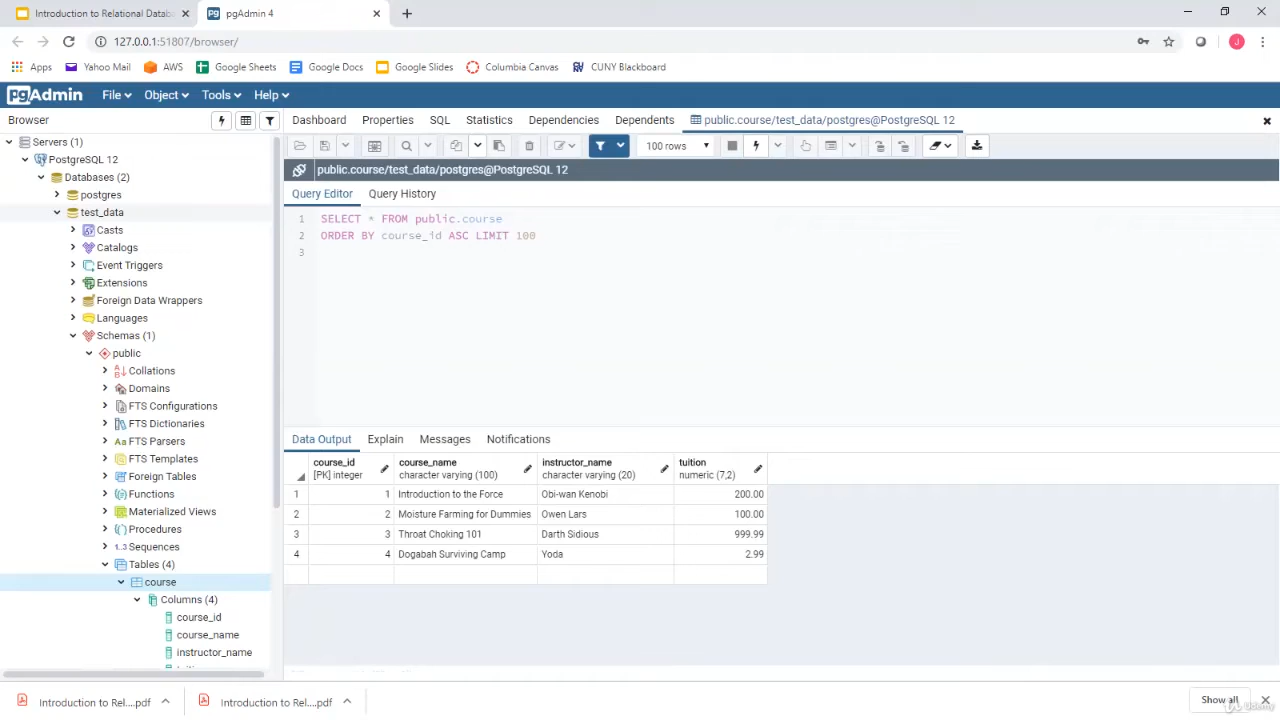 Introduction to Relational Databa
pgAdmin 4
127.0.0.1:51807/browser/
J
Apps
Yahoo Mail
AWS
Google Sheets
Google Docs
Google Slides
Columbia Canvas
CUNY Blackboard
pgAdmin
File
Object
Tools
Help
Browser
Dashboard
Properties
SQL
Statistics
Dependencies
Dependents
public.course/test_data/postgres@PostgreSQL 12
Servers (1)
PostgreSQL 12
Databases (2)
postgres
test_data
Casts
Catalogs
Event Triggers
Extensions
Foreign Data Wrappers
Languages
Schemas (1)
public
Collations
Domains
FTS Configurations
FTS Dictionaries
Aa FTS Parsers
FTS Templates
Foreign Tables
Functions
Materialized Views
Procedures
1..3 Sequences
Tables (4)
course
Columns (4)
course_id
course_name
instructor_name
100 rows
public.course/test_data/postgres@PostgreSQL 12
Query Editor
Query History
1 SELECT * FROM public.course
2 ORDER BY course_id ASC LIMIT 100
3
Data Output
Explain
Messages
Notifications
course_id course_name instructor_name tuition
[PK] integer character varying (100) character varying (20) numeric (7,2)
1 1 Introduction to the Force Obi-wan Kenobi 200.00
2 2 Moisture Farming for Dummies Owen Lars 100.00
3 3 Throat Choking 101 Darth Sidious 999.99
4 4 Dogabah Surviving Camp Yoda 2.99
Introduction to Rel....pdf
Introduction to Rel....pdf
Show all
Udemy